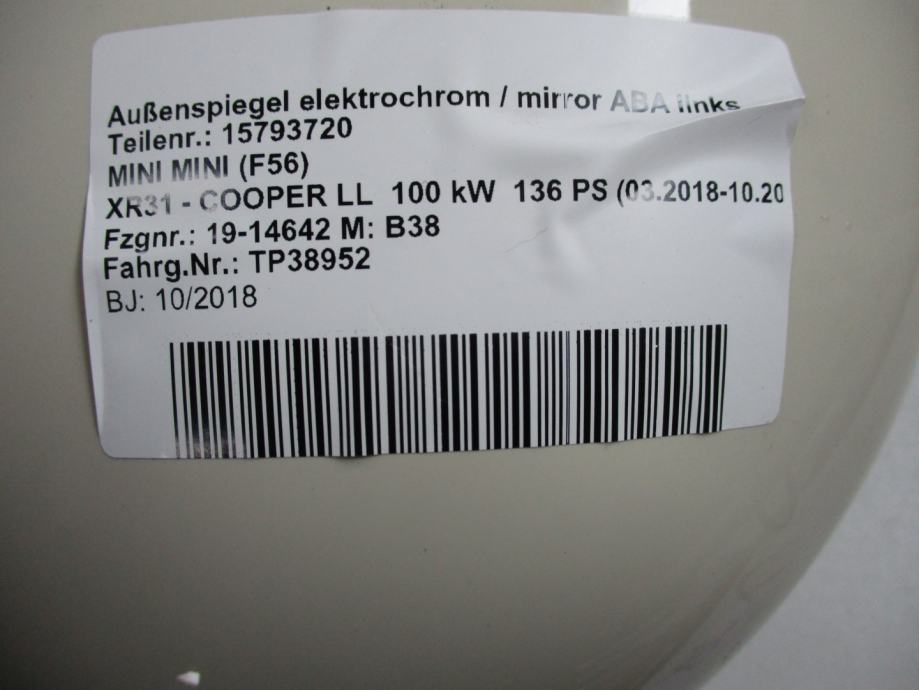 Außenspiegel elektrochrom / mirror ABA links
Teilenr.: 15793720
MINI MINI (F56)
XR31 - COOPER LL 100 kW 136 PS (03.2018-10.20
Fzgnr.: 19-14642 M: B38
Fahrg.Nr.: TP38952
BJ: 10/2018